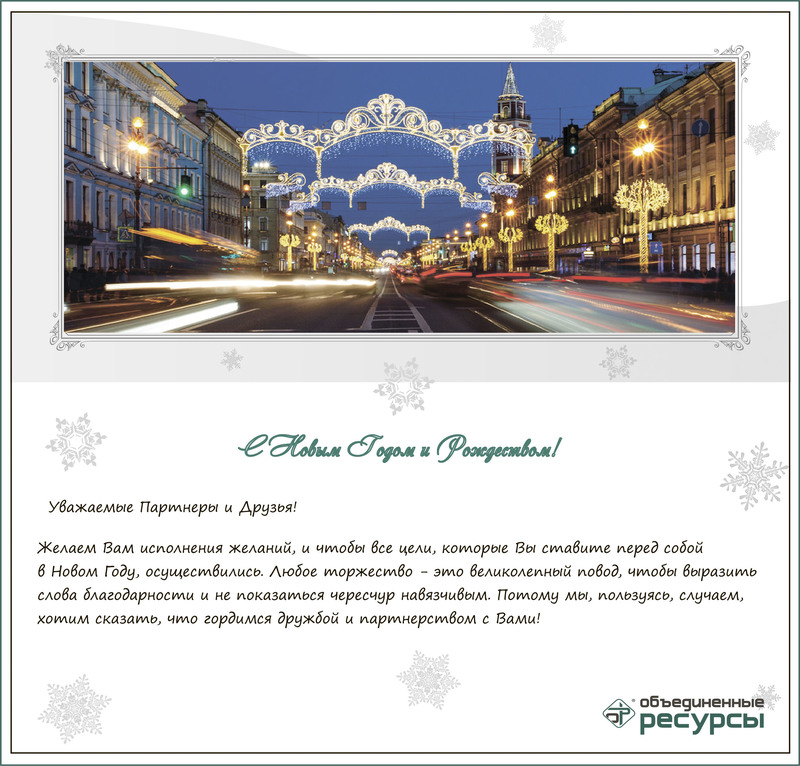 С Новым Годом и Рождеством!
Уважаемые Партнеры и Друзья!
Желаем Вам исполнения желаний, и чтобы все цели, которые Вы ставите перед собой
в Новом Году, осуществились. Любое торжество - это великолепный повод, чтобы выразить
слова благодарности и не показаться чересчур навязчивым. Потому мы, пользуясь, случаем,
хотим сказать, что гордимся дружбой и партнерством с Вами!
объединенные
ресурсы